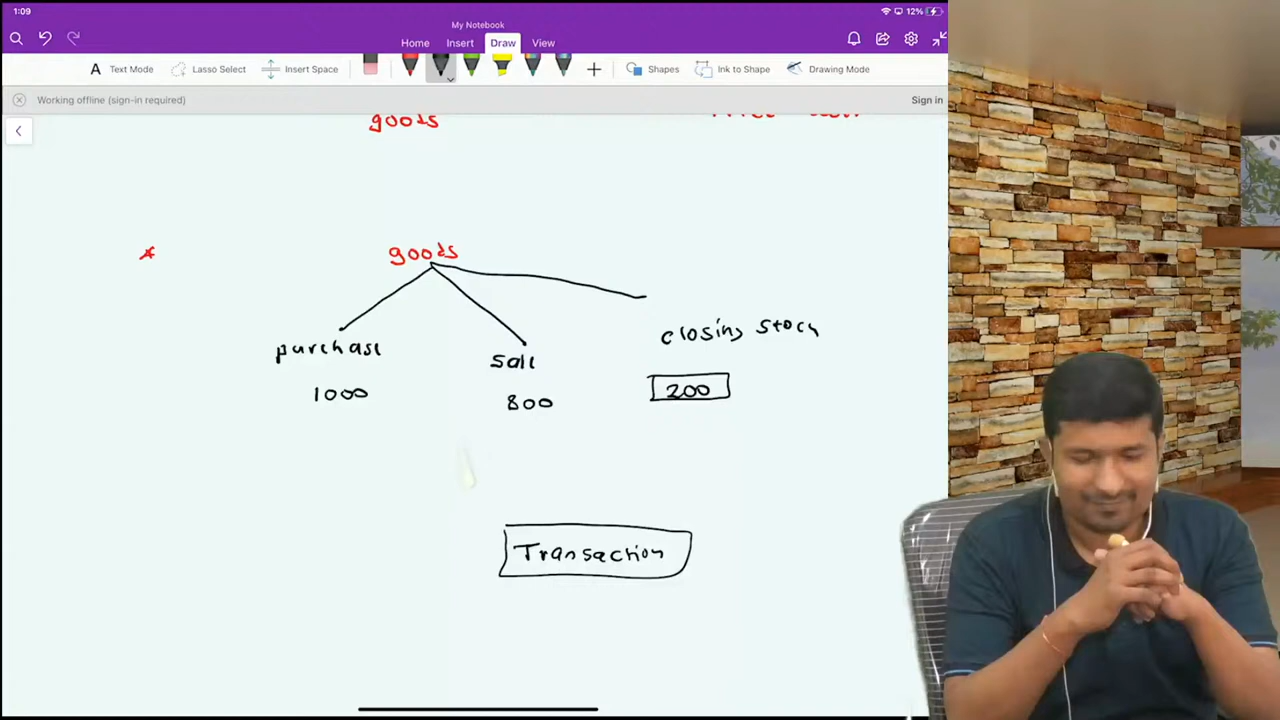 1:09
12%
My Notebook
Home Insert Draw View
Text Mode Lasso Select Insert Space Shapes Ink to Shape Drawing Mode
Working offline (sign-in required) Sign in
goods
goods
purchase sale closing stock
1000 800 200
Transaction